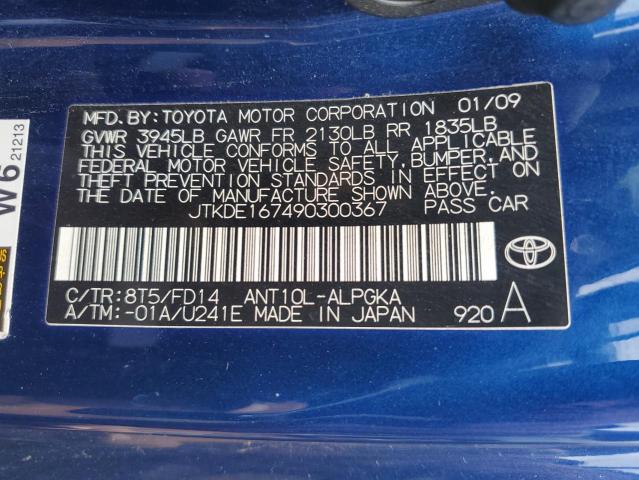 MFD. BY: TOYOTA MOTOR CORPORATION 01/09
GVWR 3945LB GAWR FR 2130LB RR 1835LB
THIS VEHICLE CONFORMS TO ALL APPLICABLE
FEDERAL MOTOR VEHICLE SAFETY, BUMPER, AND
THEFT PREVENTION STANDARDS IN EFFECT ON
THE DATE OF MANUFACTURE SHOWN ABOVE.
JTKDE167490300367 PASS CAR
C/TR: 8T5/FD14 ANT10L-ALPGKA
A/TM: -01A/U241E MADE IN JAPAN 920 A
W6
21213